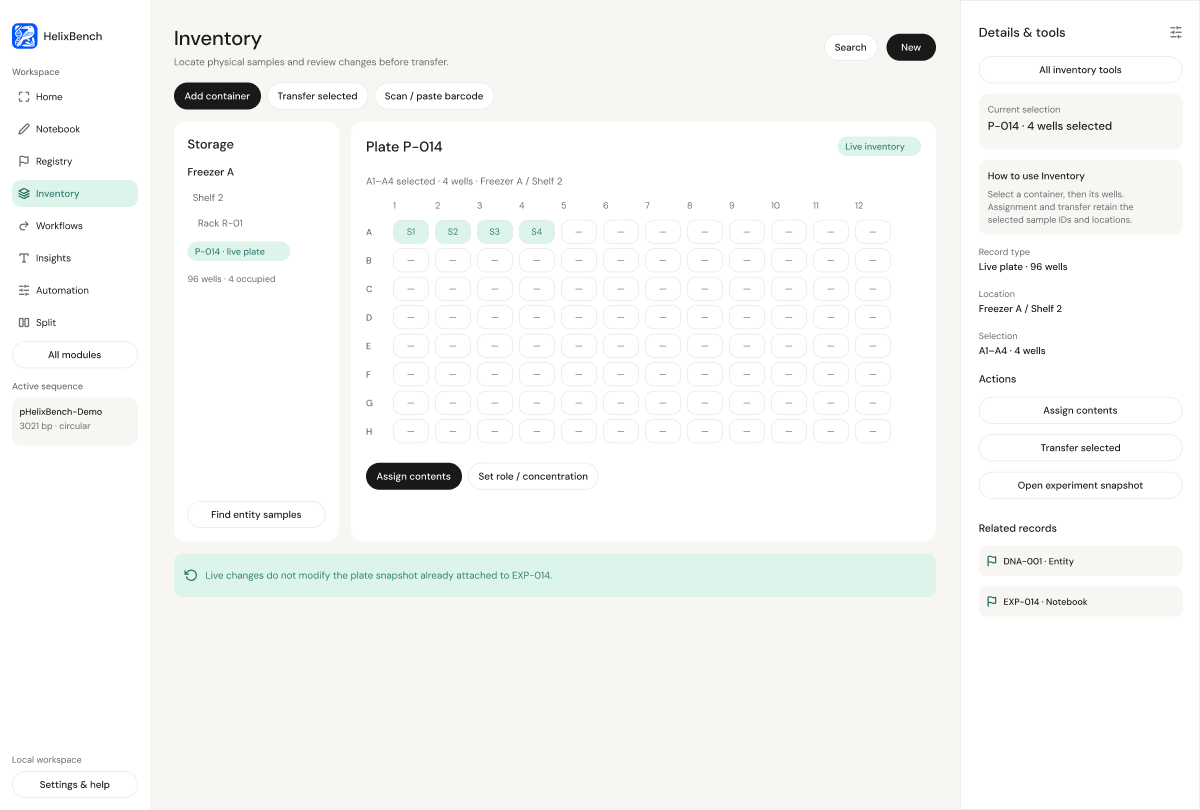 HelixBench
Workspace
Home
Notebook
Registry
Inventory
Workflows
Insights
Automation
Split
All modules
Active sequence
pHelixBench-Demo
3021 bp · circular
Local workspace
Settings & help
Inventory
Locate physical samples and review changes before transfer.
Search
New
Add container
Transfer selected
Scan / paste barcode
Storage
Freezer A
Shelf 2
Rack R-01
P-014 · live plate
96 wells · 4 occupied
Find entity samples
Plate P-014
Live inventory
A1–A4 selected · 4 wells · Freezer A / Shelf 2
1 2 3 4 5 6 7 8 9 10 11 12
A S1 S2 S3 S4 — — — — — — — —
B — — — — — — — — — — — —
C — — — — — — — — — — — —
D — — — — — — — — — — — —
E — — — — — — — — — — — —
F — — — — — — — — — — — —
G — — — — — — — — — — — —
H — — — — — — — — — — — —
Assign contents
Set role / concentration
Live changes do not modify the plate snapshot already attached to EXP-014.
Details & tools
All inventory tools
Current selection
P-014 · 4 wells selected
How to use Inventory
Select a container, then its wells.
Assignment and transfer retain the
selected sample IDs and locations.
Record type
Live plate · 96 wells
Location
Freezer A / Shelf 2
Selection
A1–A4 · 4 wells
Actions
Assign contents
Transfer selected
Open experiment snapshot
Related records
DNA-001 · Entity
EXP-014 · Notebook